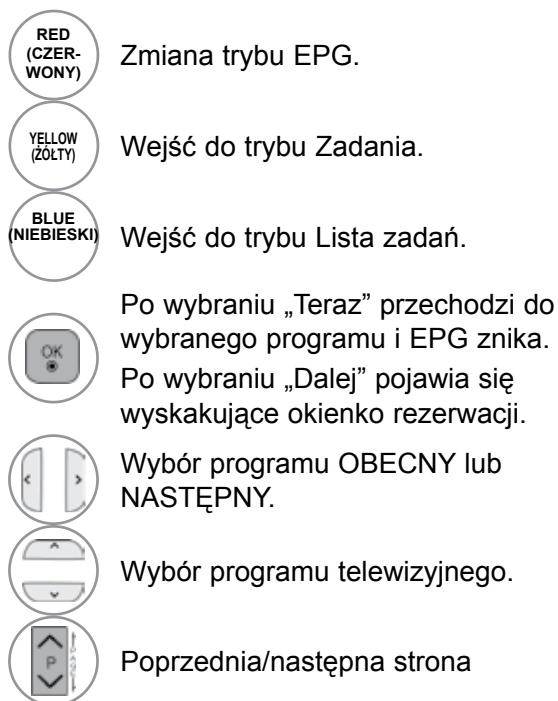 RED
(CZER-
WONY)
Zmiana trybu EPG.
YELLOW
(ŻÓŁTY)
Wejść do trybu Zadania.
BLUE
(NIEBIESKI)
Wejść do trybu Lista zadań.
OK
Po wybraniu „Teraz” przechodzi do
wybranego programu i EPG znika.
Po wybraniu „Dalej” pojawia się
wyskakujące okienko rezerwacji.
Wybór programu OBECNY lub
NASTĘPNY.
Wybór programu telewizyjnego.
P
Poprzednia/następna strona